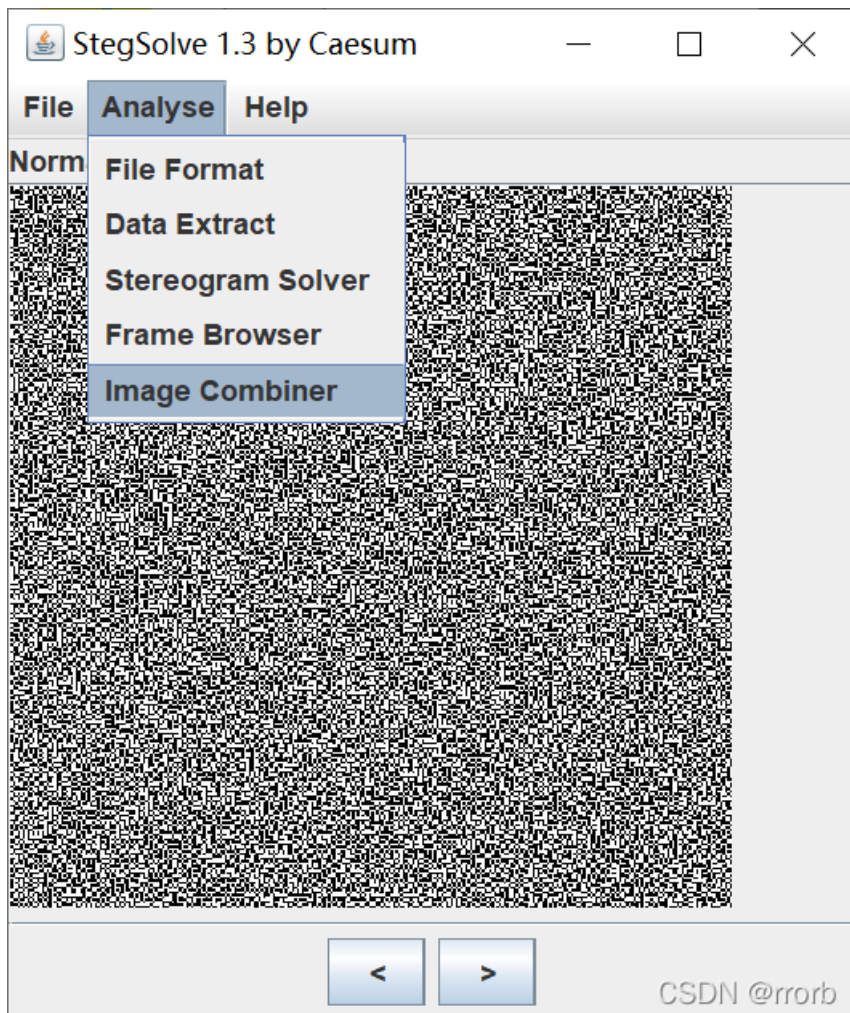 StegSolve 1.3 by Caesum
File Analyse Help
Norm
File Format
Data Extract
Stereogram Solver
Frame Browser
Image Combiner
< >
CSDN @rrorb